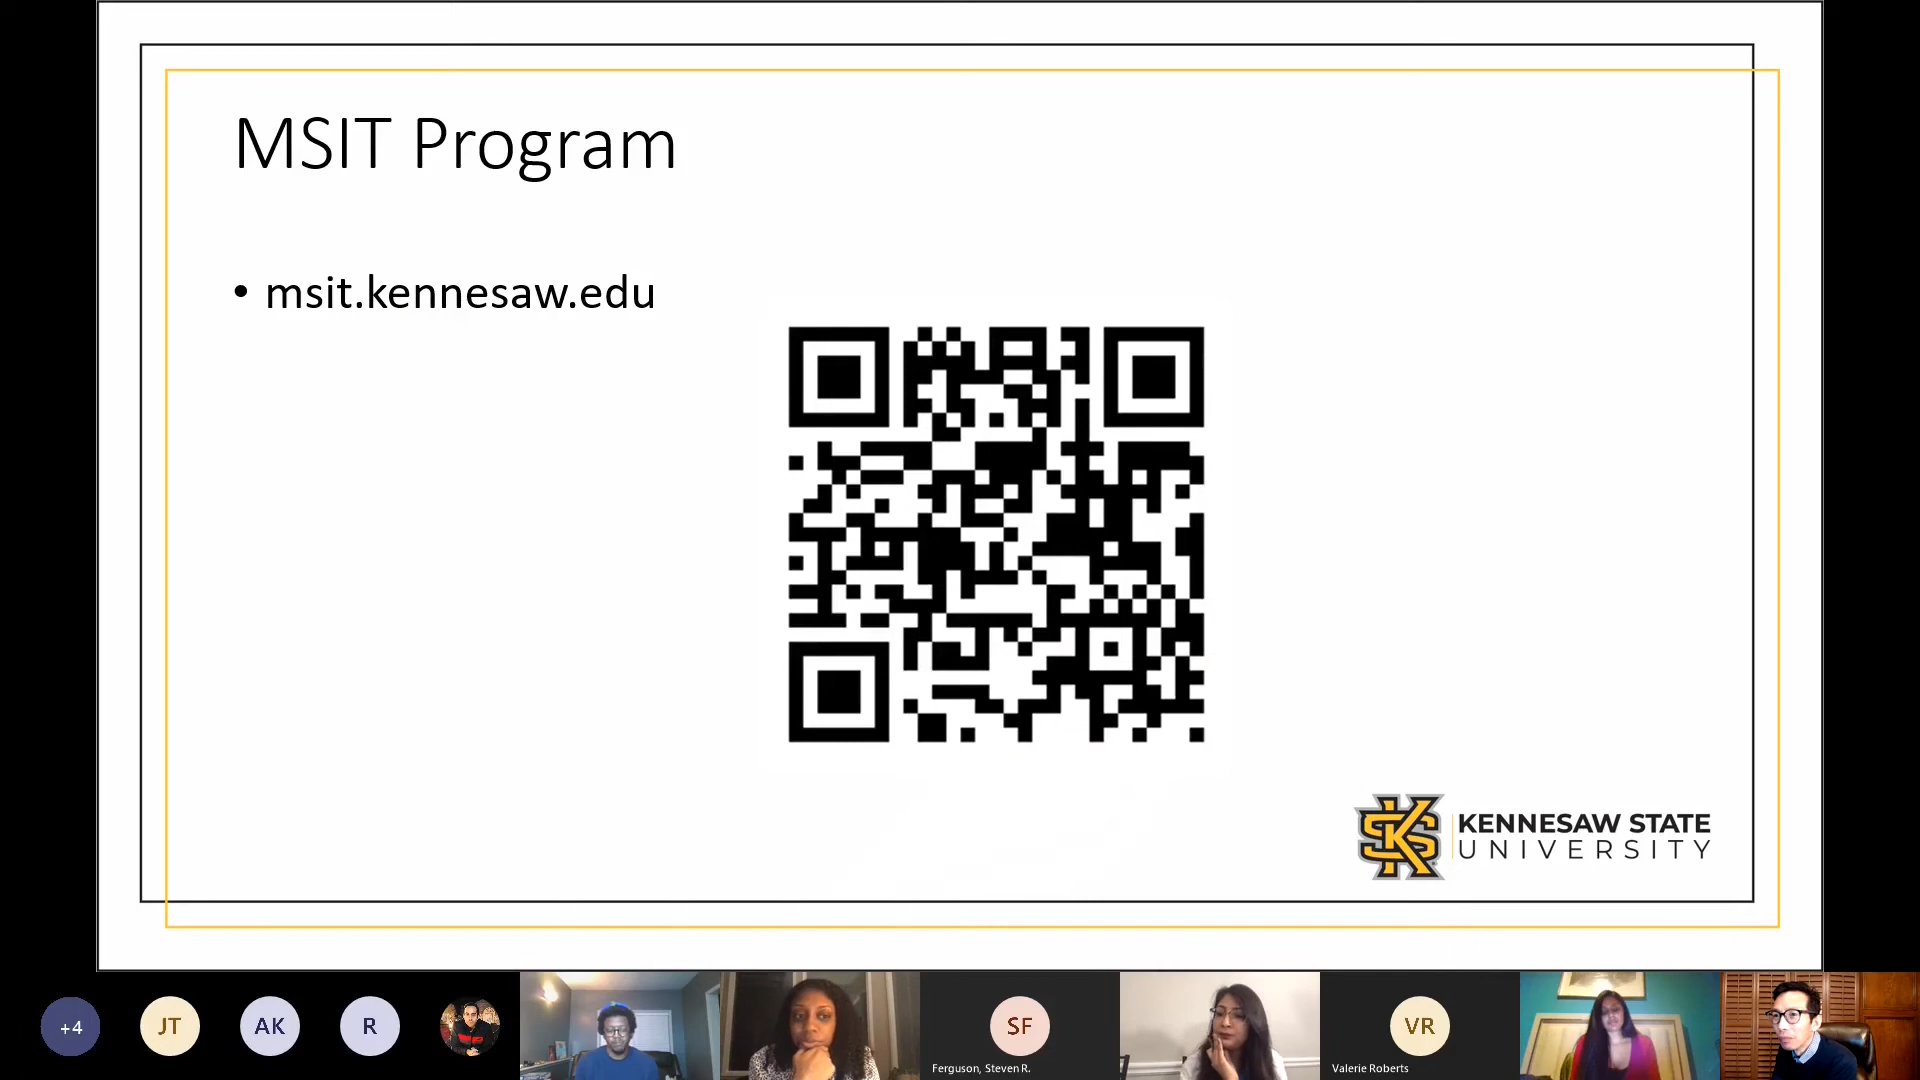 MSIT Program
• msit.kennesaw.edu
KENNESAW STATE
UNIVERSITY
+4
JT
AK
R
SF
Ferguson, Steven R.
VR
Valerie Roberts